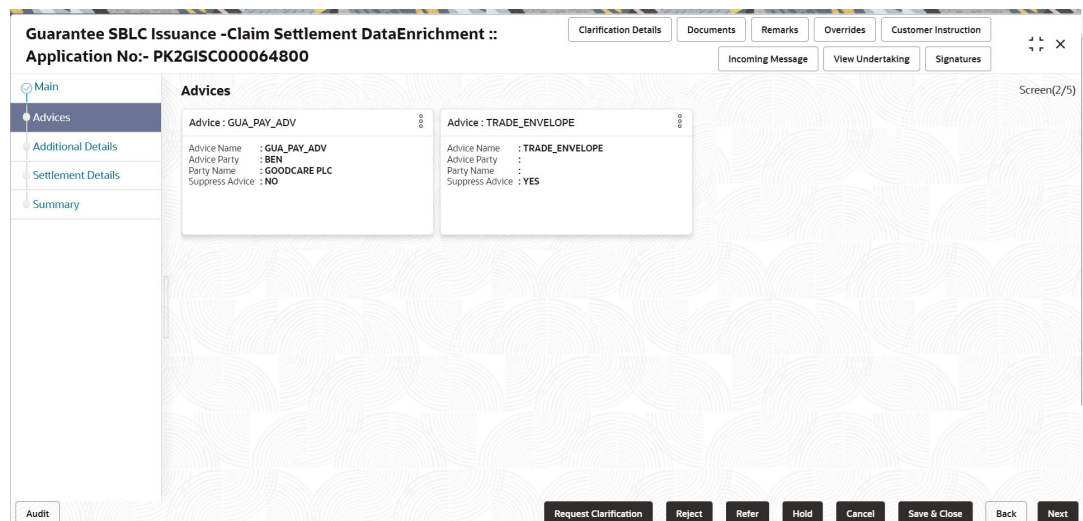 Guarantee SBLC Issuance -Claim Settlement DataEnrichment ::
Application No:- PK2GISC000064800
Clarification Details
Documents
Remarks
Overrides
Customer Instruction
Incoming Message
View Undertaking
Signatures
Main
Advices
Additional Details
Settlement Details
Summary
Advices
Screen(2/5)
Advice : GUA_PAY_ADV
Advice Name : GUA_PAY_ADV
Advice Party : BEN
Party Name : GOODCARE PLC
Suppress Advice : NO
Advice : TRADE_ENVELOPE
Advice Name : TRADE_ENVELOPE
Advice Party :
Party Name :
Suppress Advice : YES
Audit
Request Clarification
Reject
Refer
Hold
Cancel
Save & Close
Back
Next